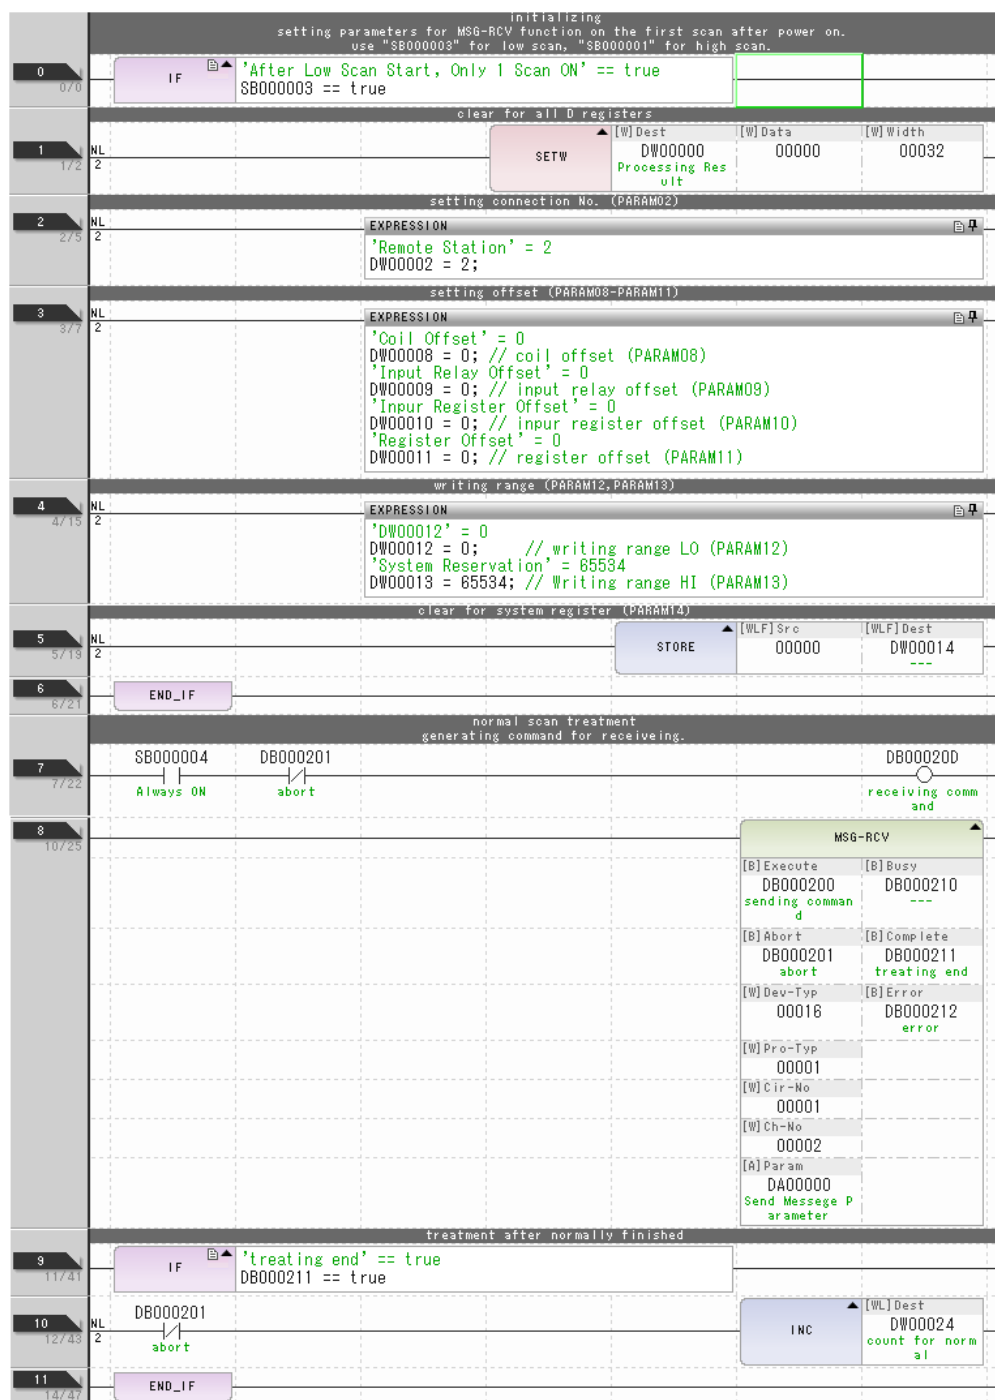 initializing
setting parameters for MSG-RCV function on the first scan after power on.
use "SB000003" for low scan, "SB000001" for high scan.
0
0/0
IF
'After Low Scan Start, Only 1 Scan ON' == true
SB000003 == true
clear for all D registers
1
1/2
NL
2
SETW
[W]Dest
DW00000
Processing Res
ult
[W]Data
00000
[W]Width
00032
setting connection No. (PARAM02)
2
2/5
NL
2
EXPRESSION
'Remote Station' = 2
DW00002 = 2;
setting offset (PARAM08-PARAM11)
3
3/7
NL
2
EXPRESSION
'Coil Offset' = 0
DW00008 = 0; // coil offset (PARAM08)
'Input Relay Offset' = 0
DW00009 = 0; // input relay offset (PARAM09)
'Inpur Register Offset' = 0
DW00010 = 0; // inpur register offset (PARAM10)
'Register Offset' = 0
DW00011 = 0; // register offset (PARAM11)
writing range (PARAM12,PARAM13)
4
4/15
NL
2
EXPRESSION
'DW00012' = 0
DW00012 = 0; // writing range LO (PARAM12)
'System Reservation' = 65534
DW00013 = 65534; // Writing range HI (PARAM13)
clear for system register (PARAM14)
5
5/19
NL
2
STORE
[WLF]Src
00000
[WLF]Dest
DW00014
---
6
6/21
END_IF
normal scan treatment
generating command for receiveing.
7
7/22
SB000004
Always ON
DB000201
abort
DB00020D
receiving comm
and
8
10/25
MSG-RCV
[B]Execute
DB000200
sending comman
d
[B]Busy
DB000210
---
[B]Abort
DB000201
abort
[B]Complete
DB000211
treating end
[W]Dev-Typ
00016
[B]Error
DB000212
error
[W]Pro-Typ
00001
[W]Cir-No
00001
[W]Ch-No
00002
[A]Param
DA00000
Send Messege P
arameter
treatment after normally finished
9
11/41
IF
'treating end' == true
DB000211 == true
10
12/43
NL
2
DB000201
abort
INC
[WL]Dest
DW00024
count for norm
al
11
14/47
END_IF